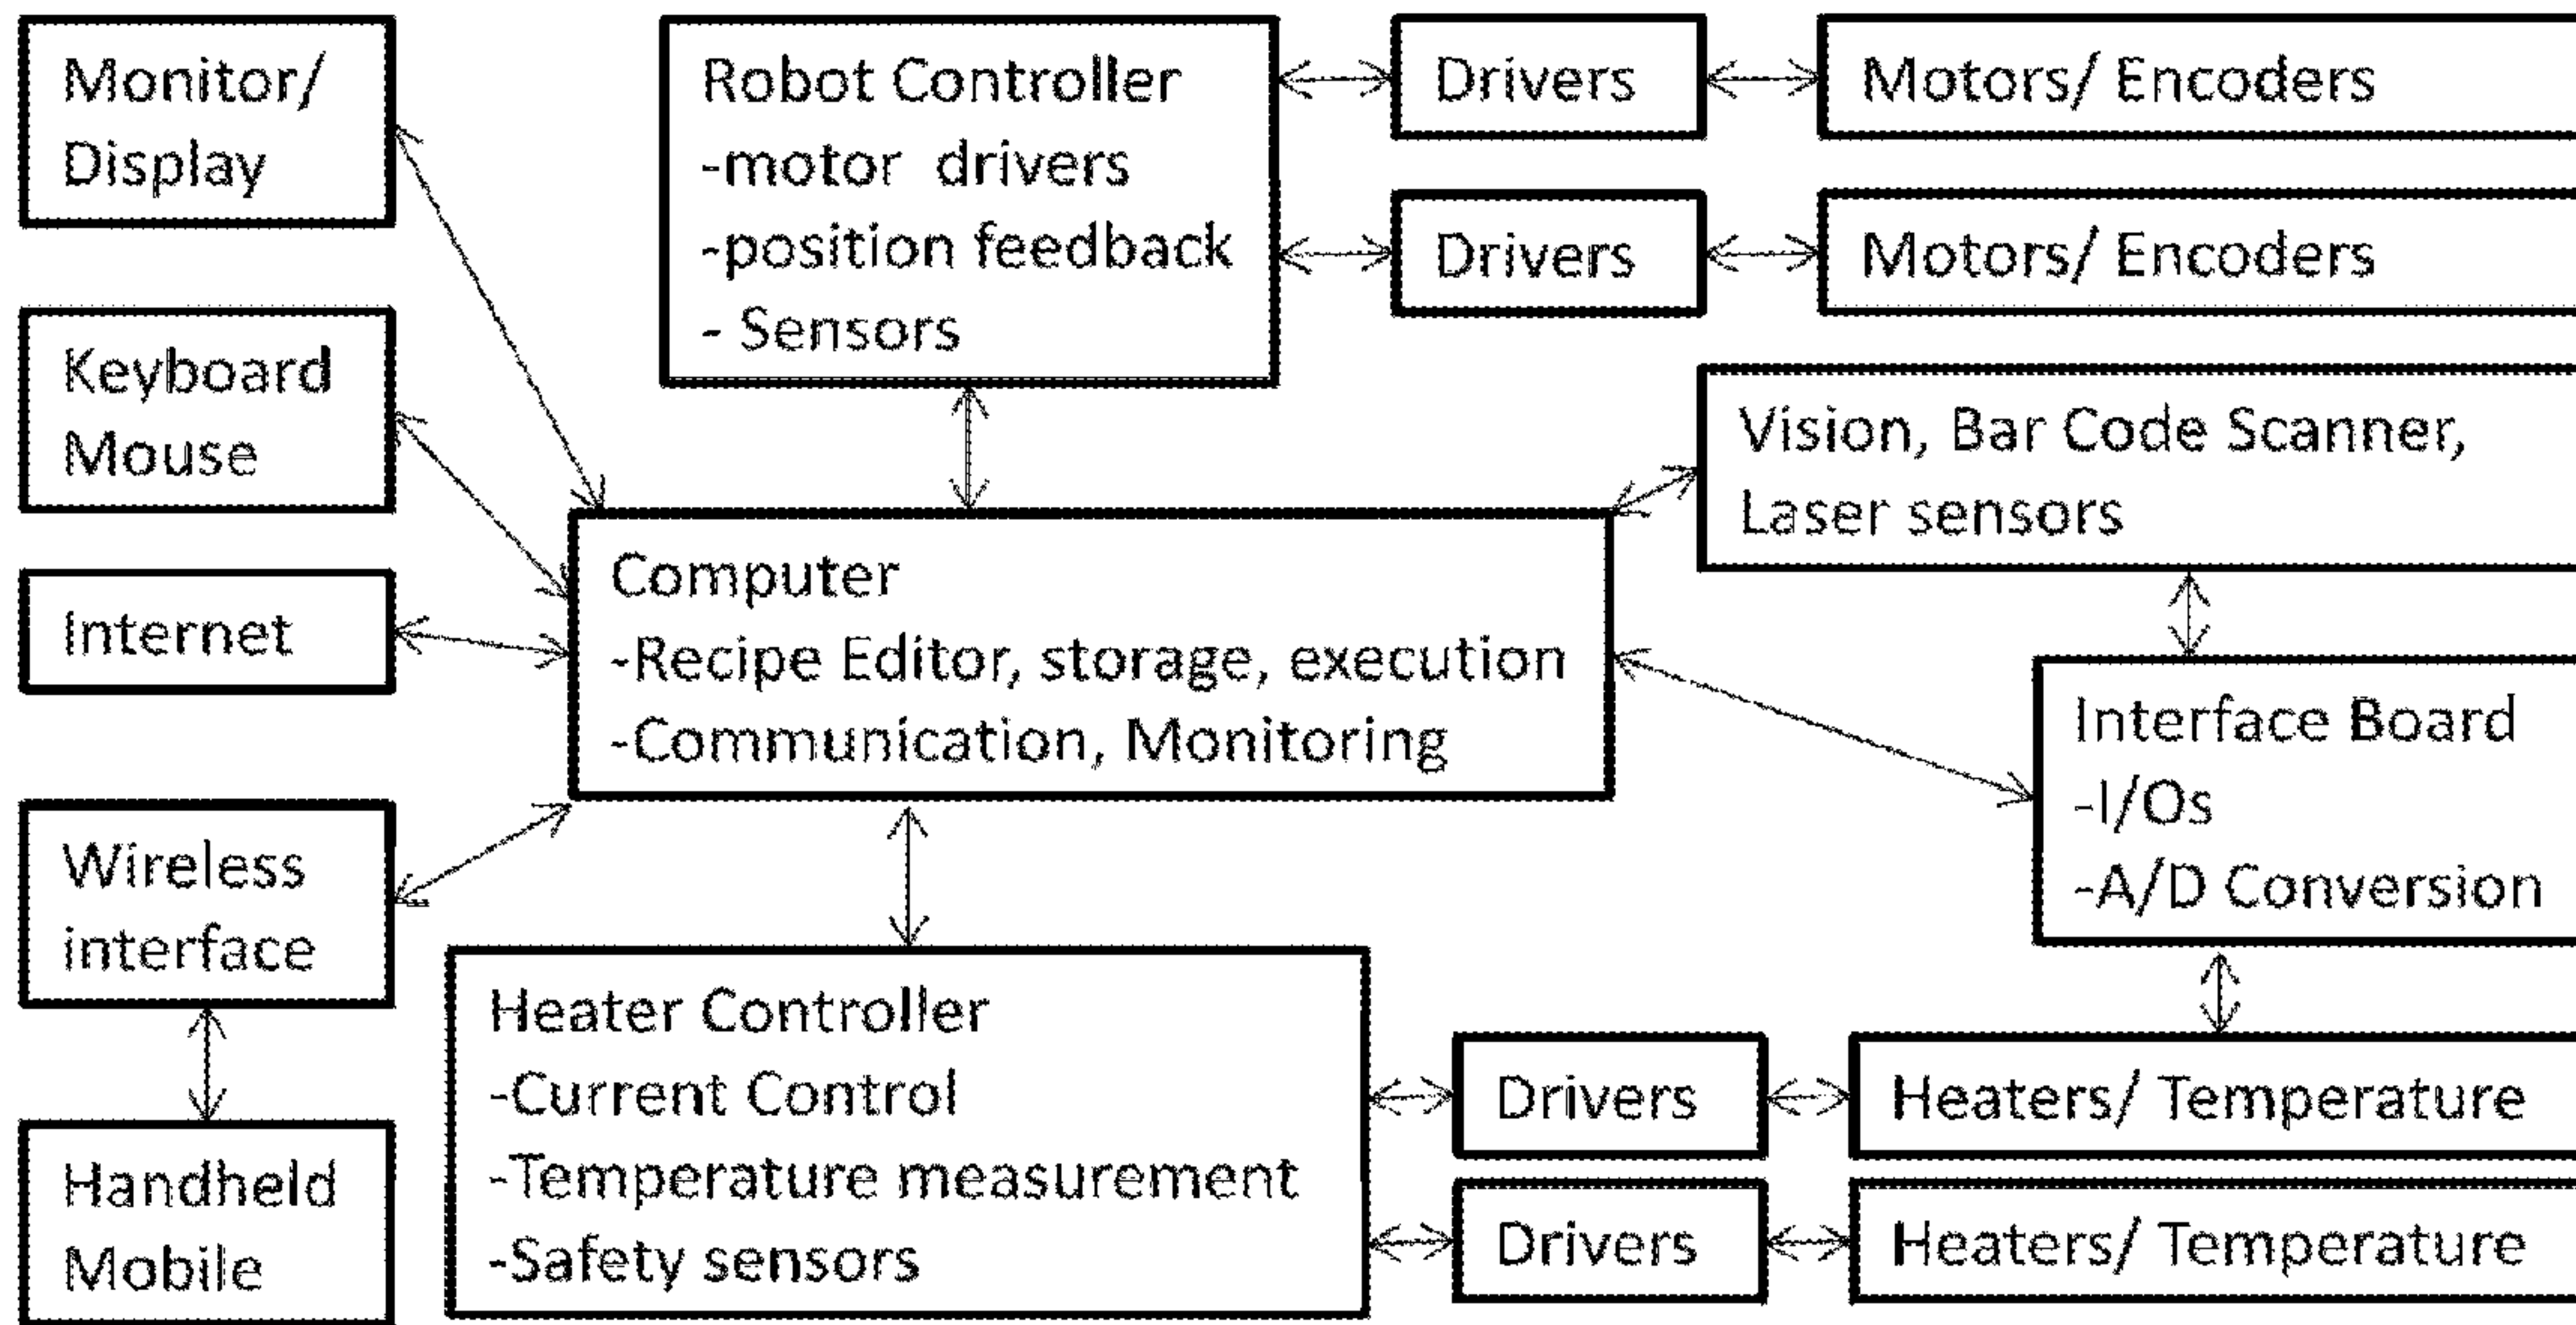 Monitor/
Display
Robot Controller
-motor drivers
-position feedback
- Sensors
Drivers
Motors/ Encoders
Drivers
Motors/ Encoders
Keyboard
Mouse
Vision, Bar Code Scanner,
Laser sensors
Internet
Computer
-Recipe Editor, storage, execution
-Communication, Monitoring
Interface Board
-I/Os
-A/D Conversion
Wireless
interface
Heater Controller
-Current Control
-Temperature measurement
-Safety sensors
Drivers
Heaters/ Temperature
Drivers
Heaters/ Temperature
Handheld
Mobile